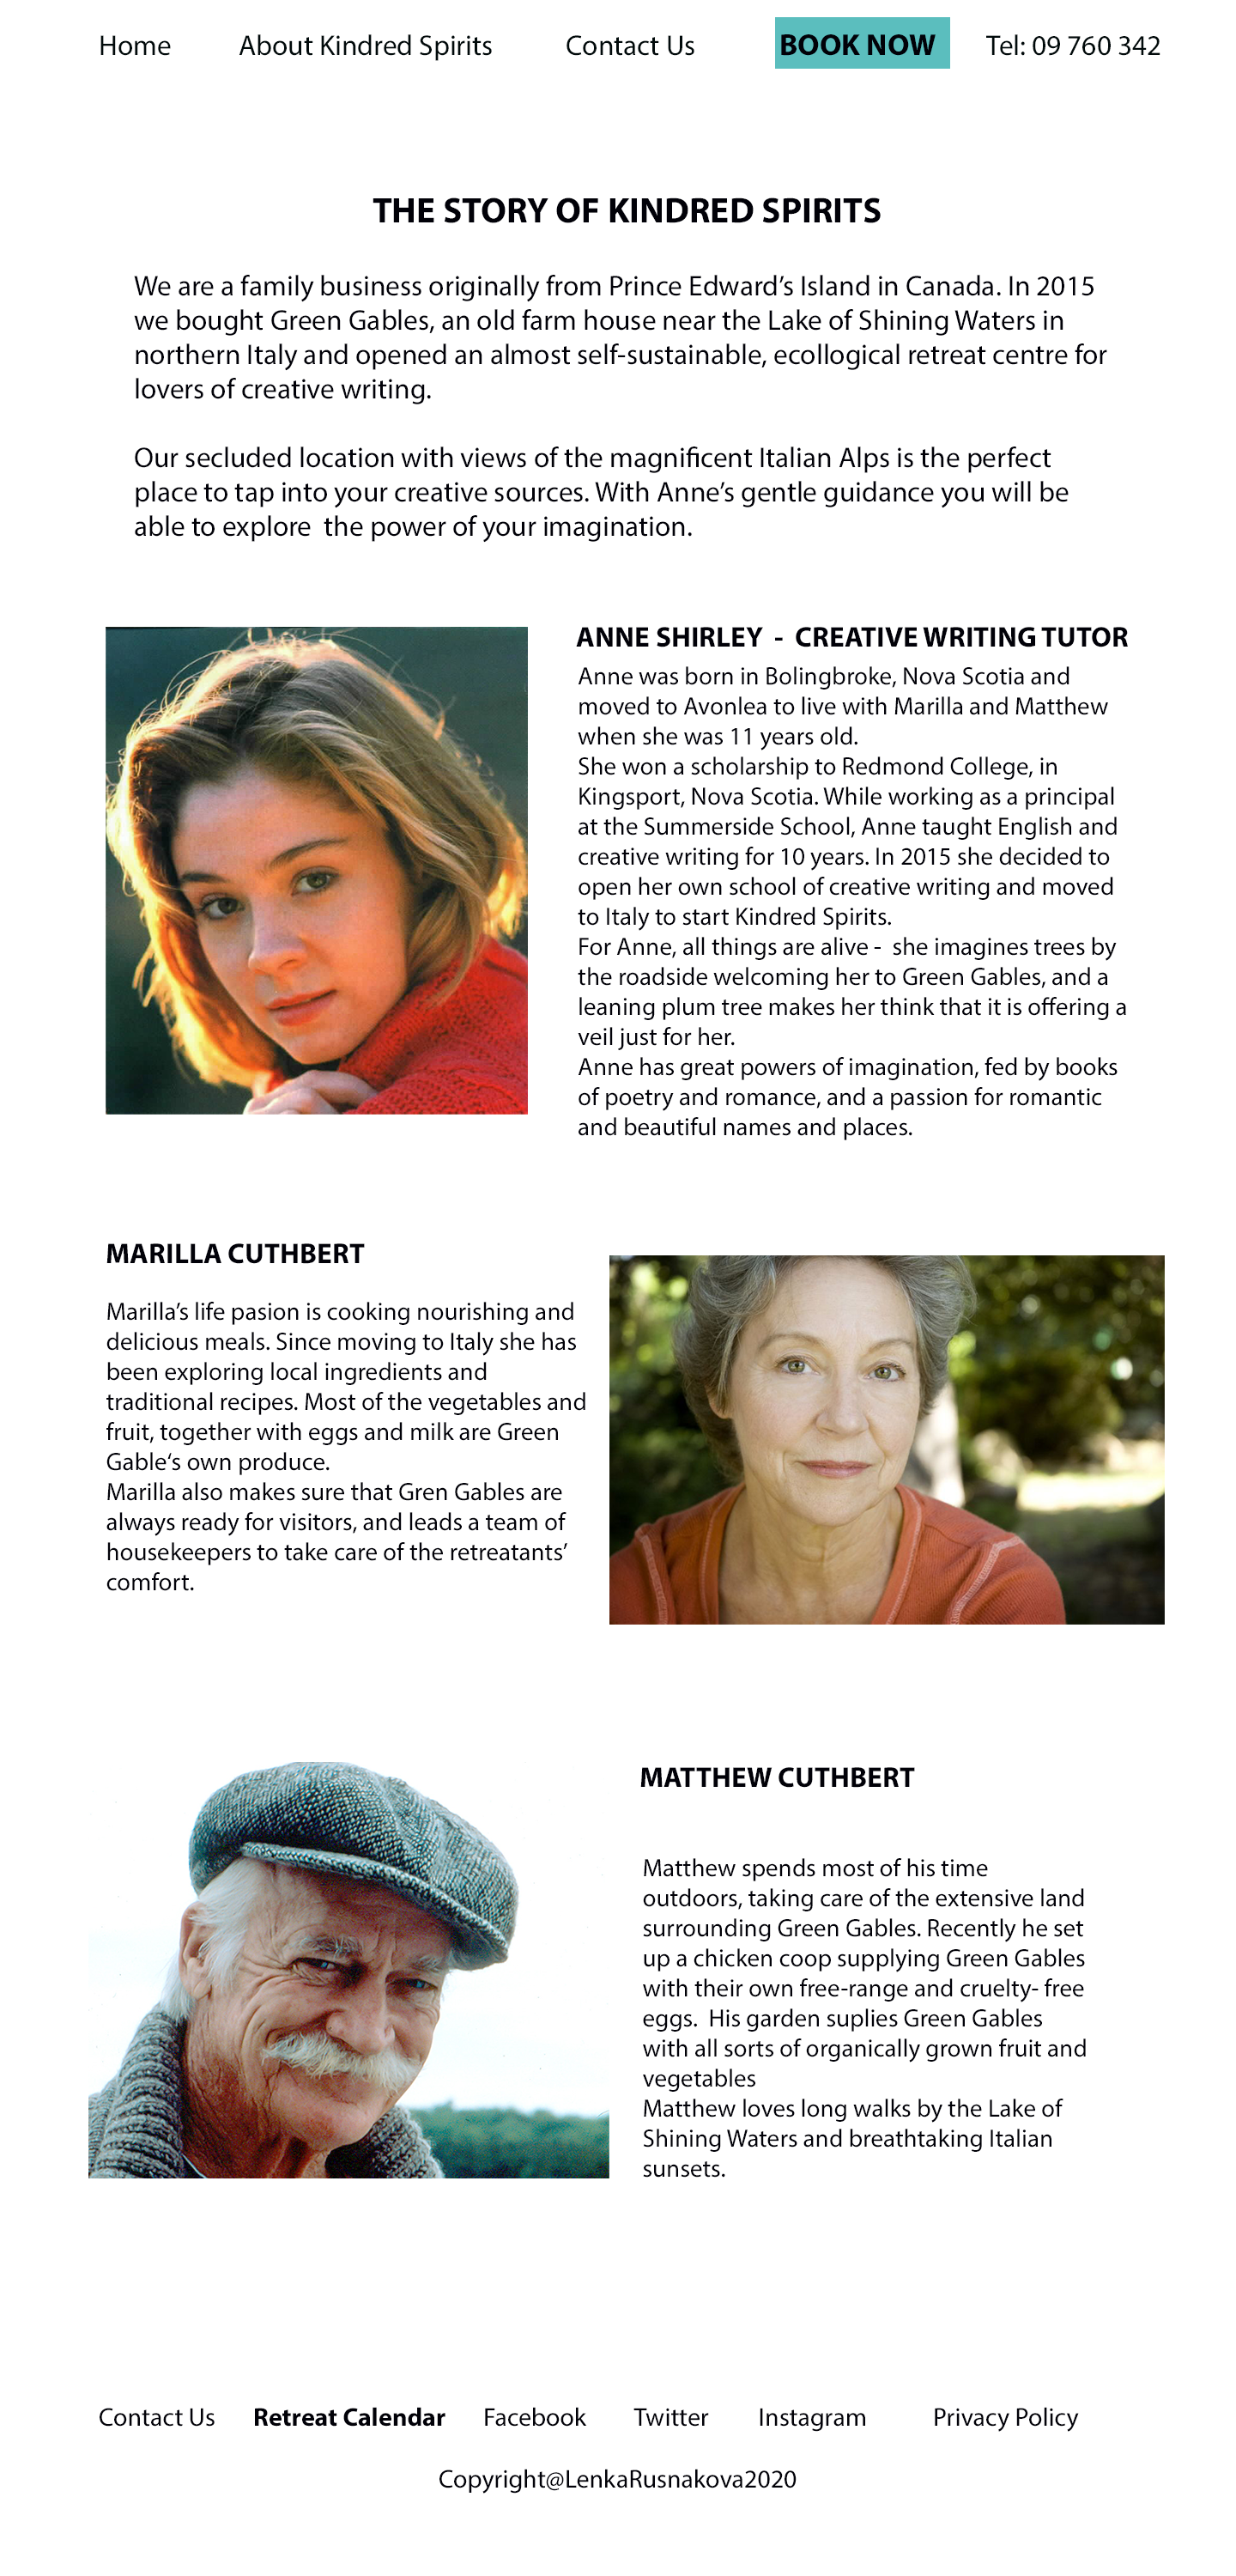 Home About Kindred Spirits Contact Us BOOK NOW Tel: 09 760 342
THE STORY OF KINDRED SPIRITS
We are a family business originally from Prince Edward’s Island in Canada. In 2015
we bought Green Gables, an old farm house near the Lake of Shining Waters in
northern Italy and opened an almost self-sustainable, ecollogical retreat centre for
lovers of creative writing.
Our secluded location with views of the magnificent Italian Alps is the perfect
place to tap into your creative sources. With Anne’s gentle guidance you will be
able to explore  the power of your imagination.
ANNE SHIRLEY  -  CREATIVE WRITING TUTOR
Anne was born in Bolingbroke, Nova Scotia and
moved to Avonlea to live with Marilla and Matthew
when she was 11 years old.
She won a scholarship to Redmond College, in
Kingsport, Nova Scotia. While working as a principal
at the Summerside School, Anne taught English and
creative writing for 10 years. In 2015 she decided to
open her own school of creative writing and moved
to Italy to start Kindred Spirits.
For Anne, all things are alive -  she imagines trees by
the roadside welcoming her to Green Gables, and a
leaning plum tree makes her think that it is offering a
veil just for her.
Anne has great powers of imagination, fed by books
of poetry and romance, and a passion for romantic
and beautiful names and places.
MARILLA CUTHBERT
Marilla’s life pasion is cooking nourishing and
delicious meals. Since moving to Italy she has
been exploring local ingredients and
traditional recipes. Most of the vegetables and
fruit, together with eggs and milk are Green
Gable‘s own produce.
Marilla also makes sure that Gren Gables are
always ready for visitors, and leads a team of
housekeepers to take care of the retreatants’
comfort.
MATTHEW CUTHBERT
Matthew spends most of his time
outdoors, taking care of the extensive land
surrounding Green Gables. Recently he set
up a chicken coop supplying Green Gables
with their own free-range and cruelty- free
eggs.  His garden suplies Green Gables
with all sorts of organically grown fruit and
vegetables
Matthew loves long walks by the Lake of
Shining Waters and breathtaking Italian
sunsets.
Contact Us Retreat Calendar Facebook Twitter Instagram Privacy Policy
Copyright@LenkaRusnakova2020